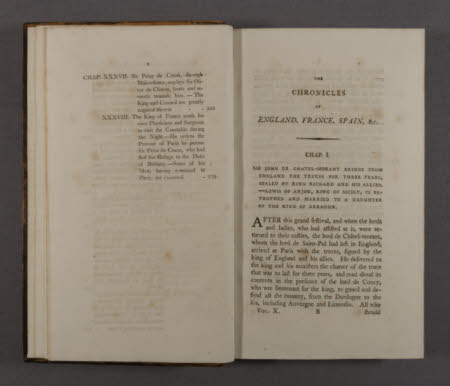 CHAP. XXXVII. Sir Peter de Craon, through
Malevolence, employs Sir Oli-
ver de Clisson, beats and se-
verely wounds him. — The
King and Council are greatly
XXXVIII. The King of France sends his
own Physicians and Surgeons
to visit the Constable during
the Night.—He orders the
Provost of Paris to pursue
Sir Peter de Craon, who had
fled for Refuge to the Duke
of Brittany.—Some of his
Men, having remained in
Paris, are executed
THE
CHRONICLES
OF
ENGLAND, FRANCE, SPAIN, &c.
CHAP. I.
SIR JOHN DE CHATEL-MORANT BRINGS FROM
ENGLAND THE TRUCES FOR THREE YEARS,
SEALED BY KING RICHARD AND HIS ALLIES.
—LEWIS OF ANJOU, KING OF SICILY, IS BE-
TROTHED AND MARRIED TO A DAUGHTER
OF THE KING OF ARRAGON.
AFTER this grand festival, and when the lords
and ladies, who had assisted at it, were re-
turned to their castles, the lord de Châtel-morant,
whom the lord de Saint-Pol had left in England,
arrived at Paris with the truces, signed by the
king of England and his allies. He delivered to
the king and his ministers the charter of the truce
that was to last for three years, and read aloud its
contents in the presence of the lord de Coucy,
who was lieutenant for the king, to guard and de-
fend all the country, from the Dordogne to the
sea, including Auvergne and Limousin. All who
VOL. X. B should